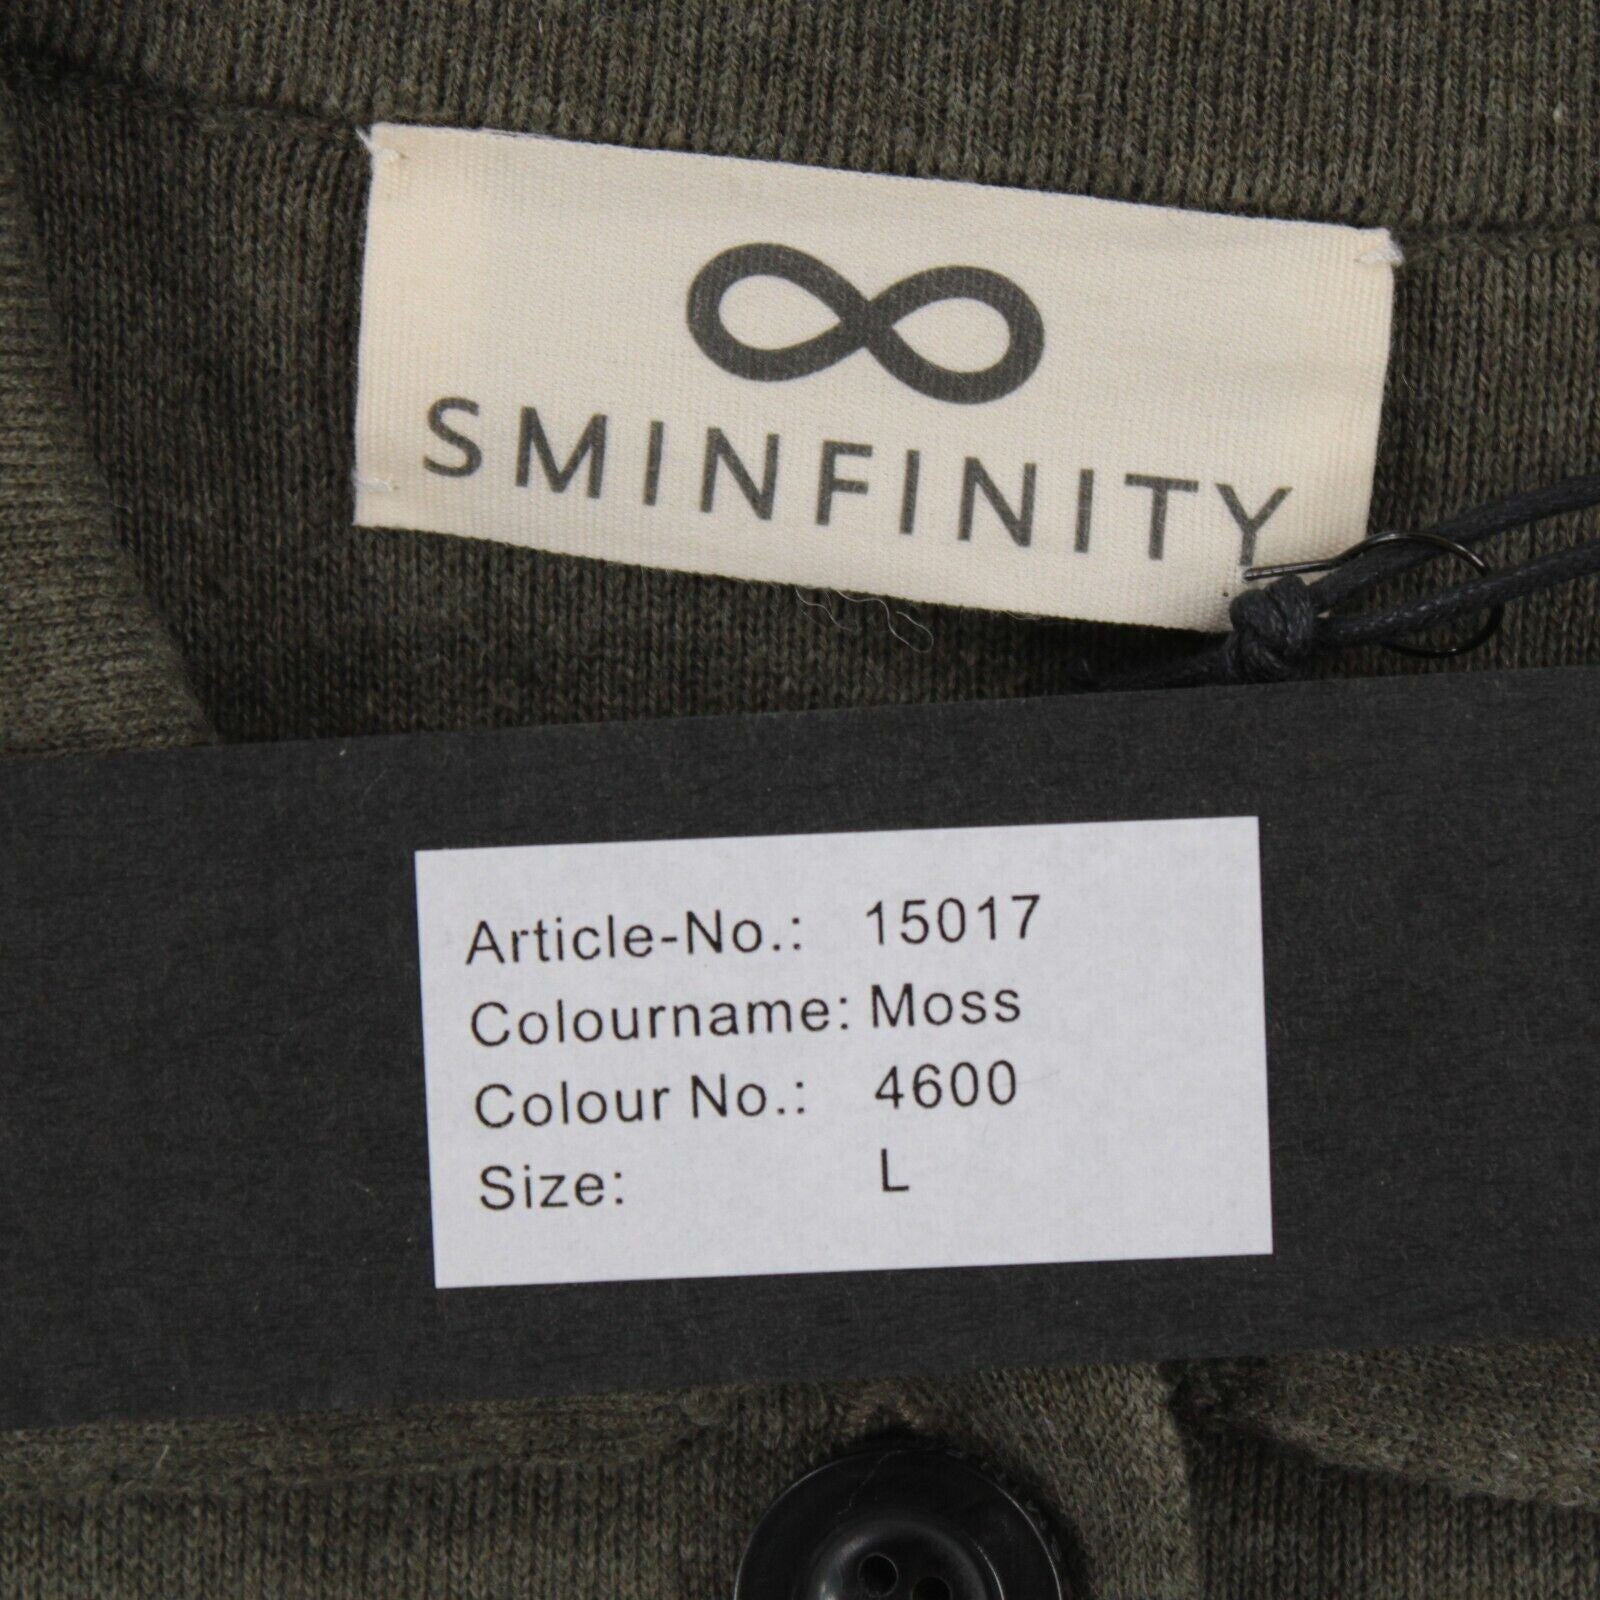 SMINFINITY
Article-No.: 15017
Colourname: Moss
Colour No.: 4600
Size: L